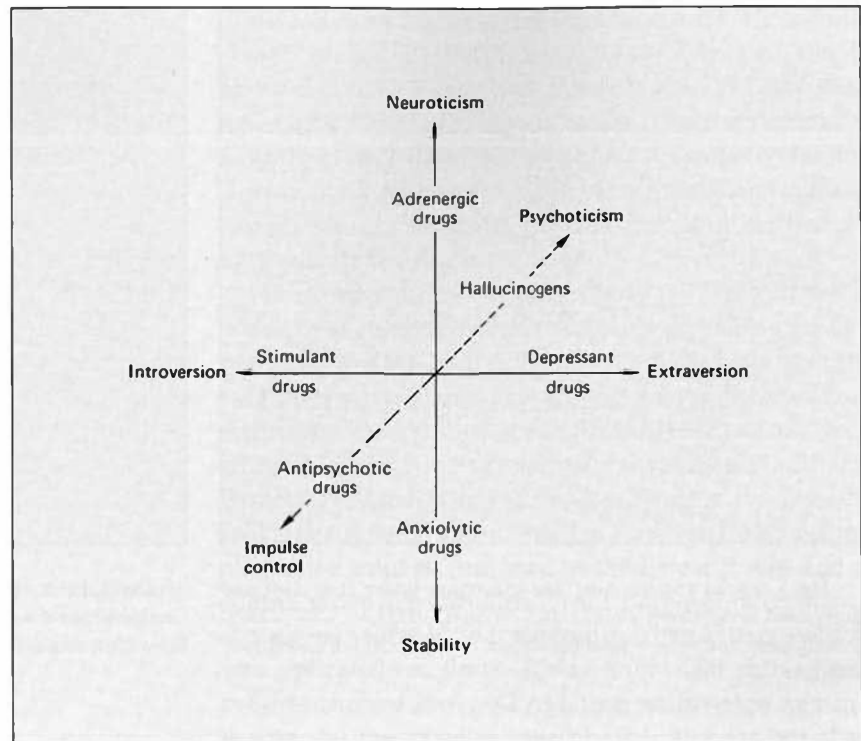 Neuroticism
Adrenergic
drugs
Psychoticism
Hallucinogens
Stimulant
drugs
Depressant
drugs
Introversion
Extraversion
Antipsychotic
drugs
Impulse
control
Anxiolytic
drugs
Stability